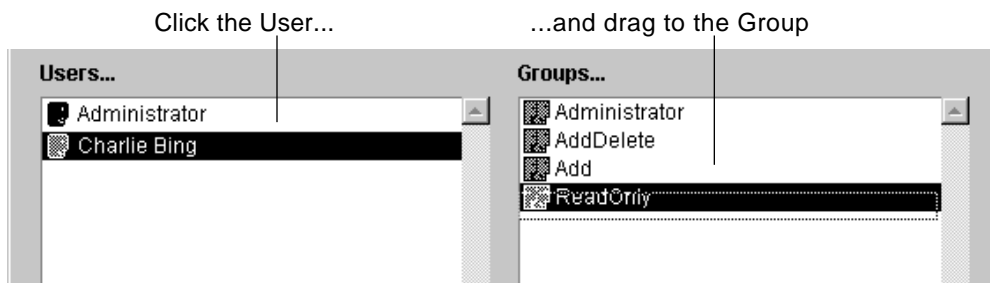 Click the User...
...and drag to the Group
Users...
Administrator
Charlie Bing
Groups...
Administrator
AddDelete
Add
ReadOnly